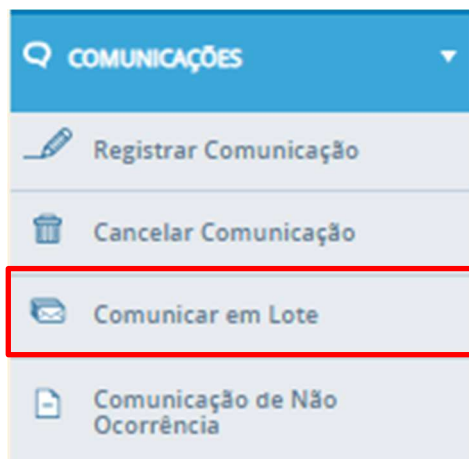 COMUNICAÇÕES
Registrar Comunicação
Cancelar Comunicação
Comunicar em Lote
Comunicação de Não
Ocorrência